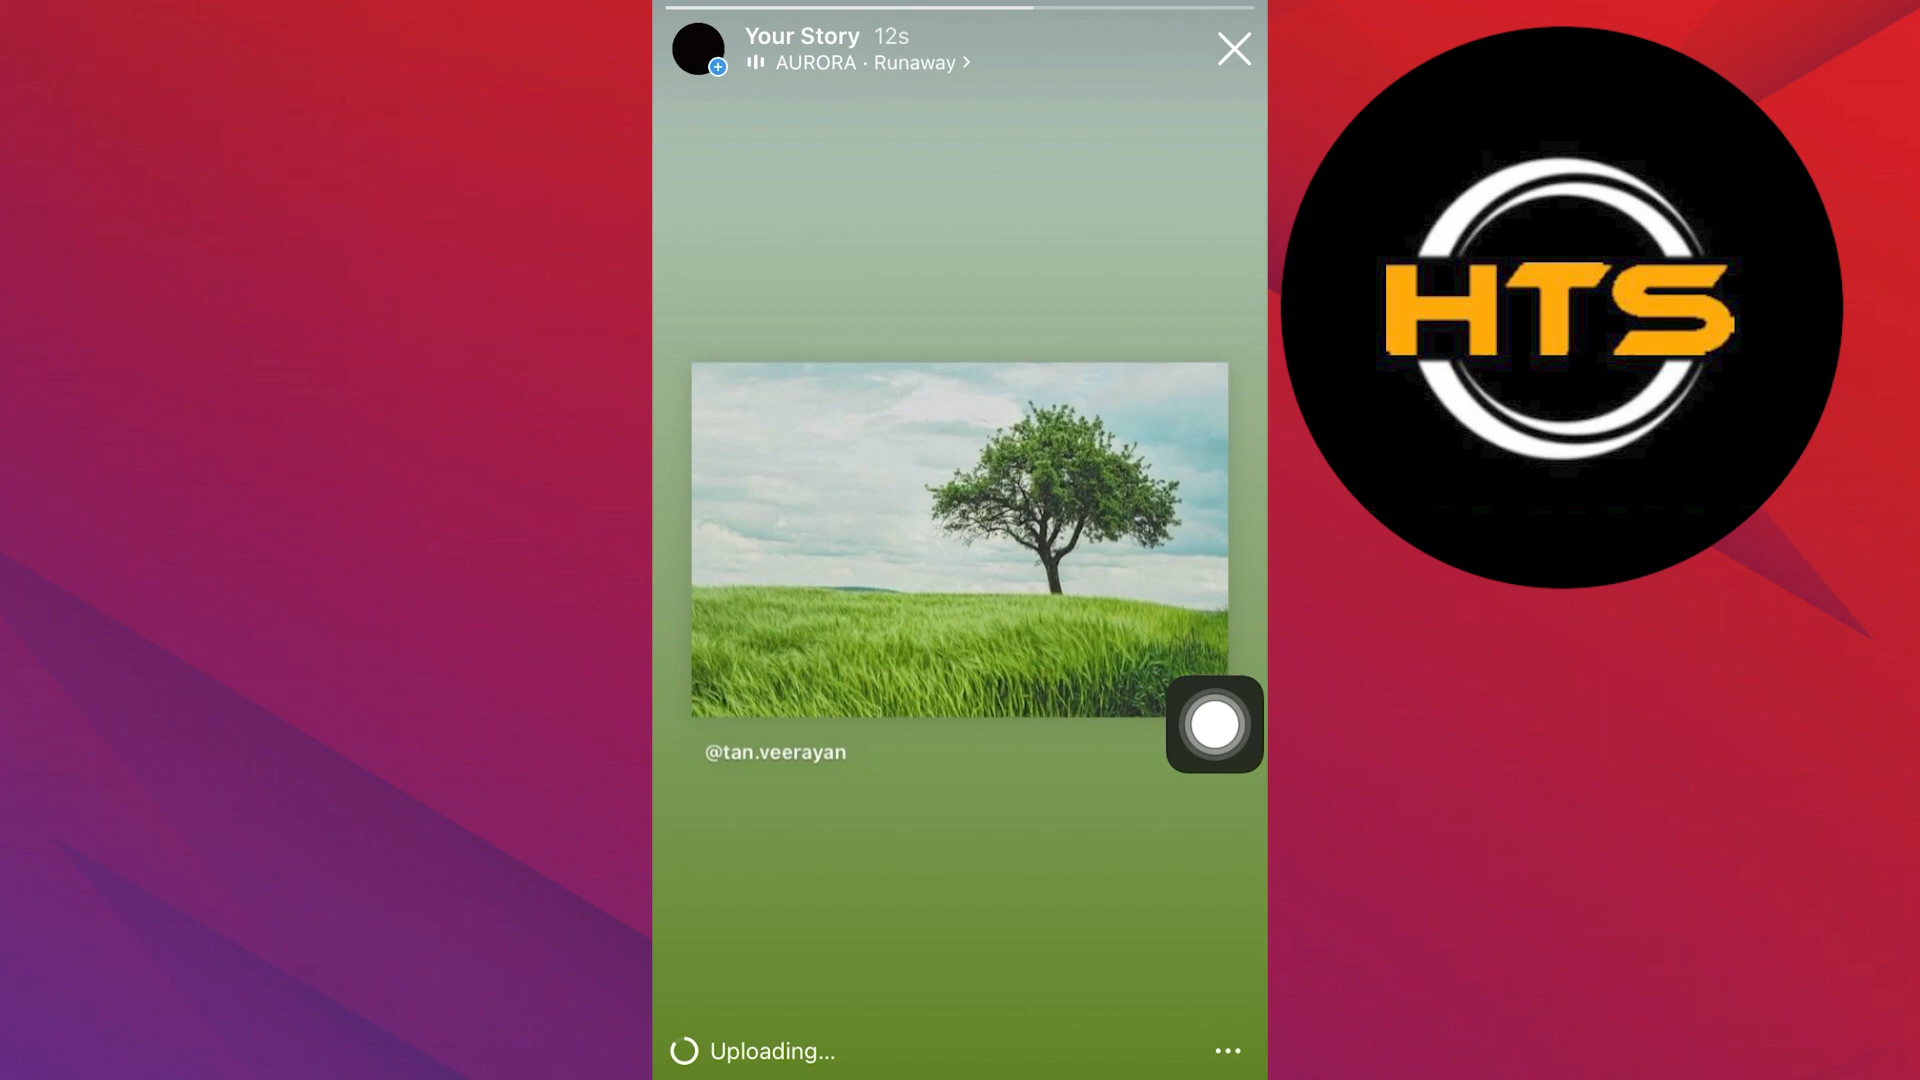 Your Story 12s
AURORA · Runaway >
HTS
@tan.veerayan
Uploading...